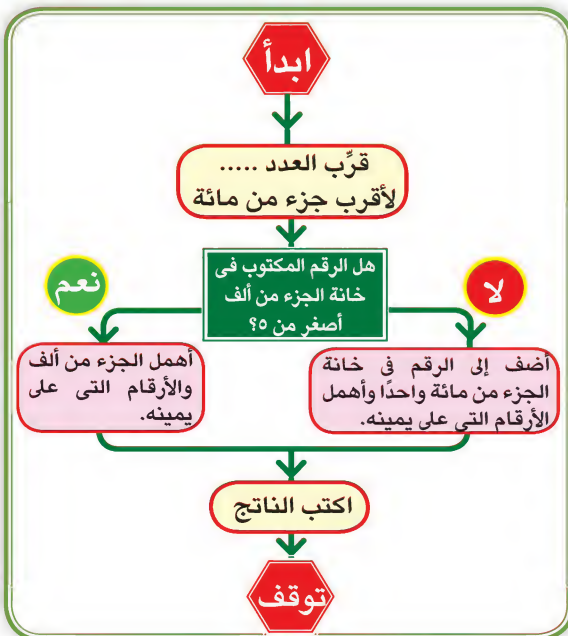 ابدأ
قرِّب العدد .....
لأقرب جزء من مائة
هل الرقم المكتوب فى
خانة الجزء من ألف
أصغر من ٥؟
لا
نعم
أضف إلى الرقم فى خانة
الجزء من مائة واحدًا وأهمل
الأرقام التى على يمينه.
أهمل الجزء من ألف
والأرقام التى على
يمينه.
اكتب الناتج
توقف